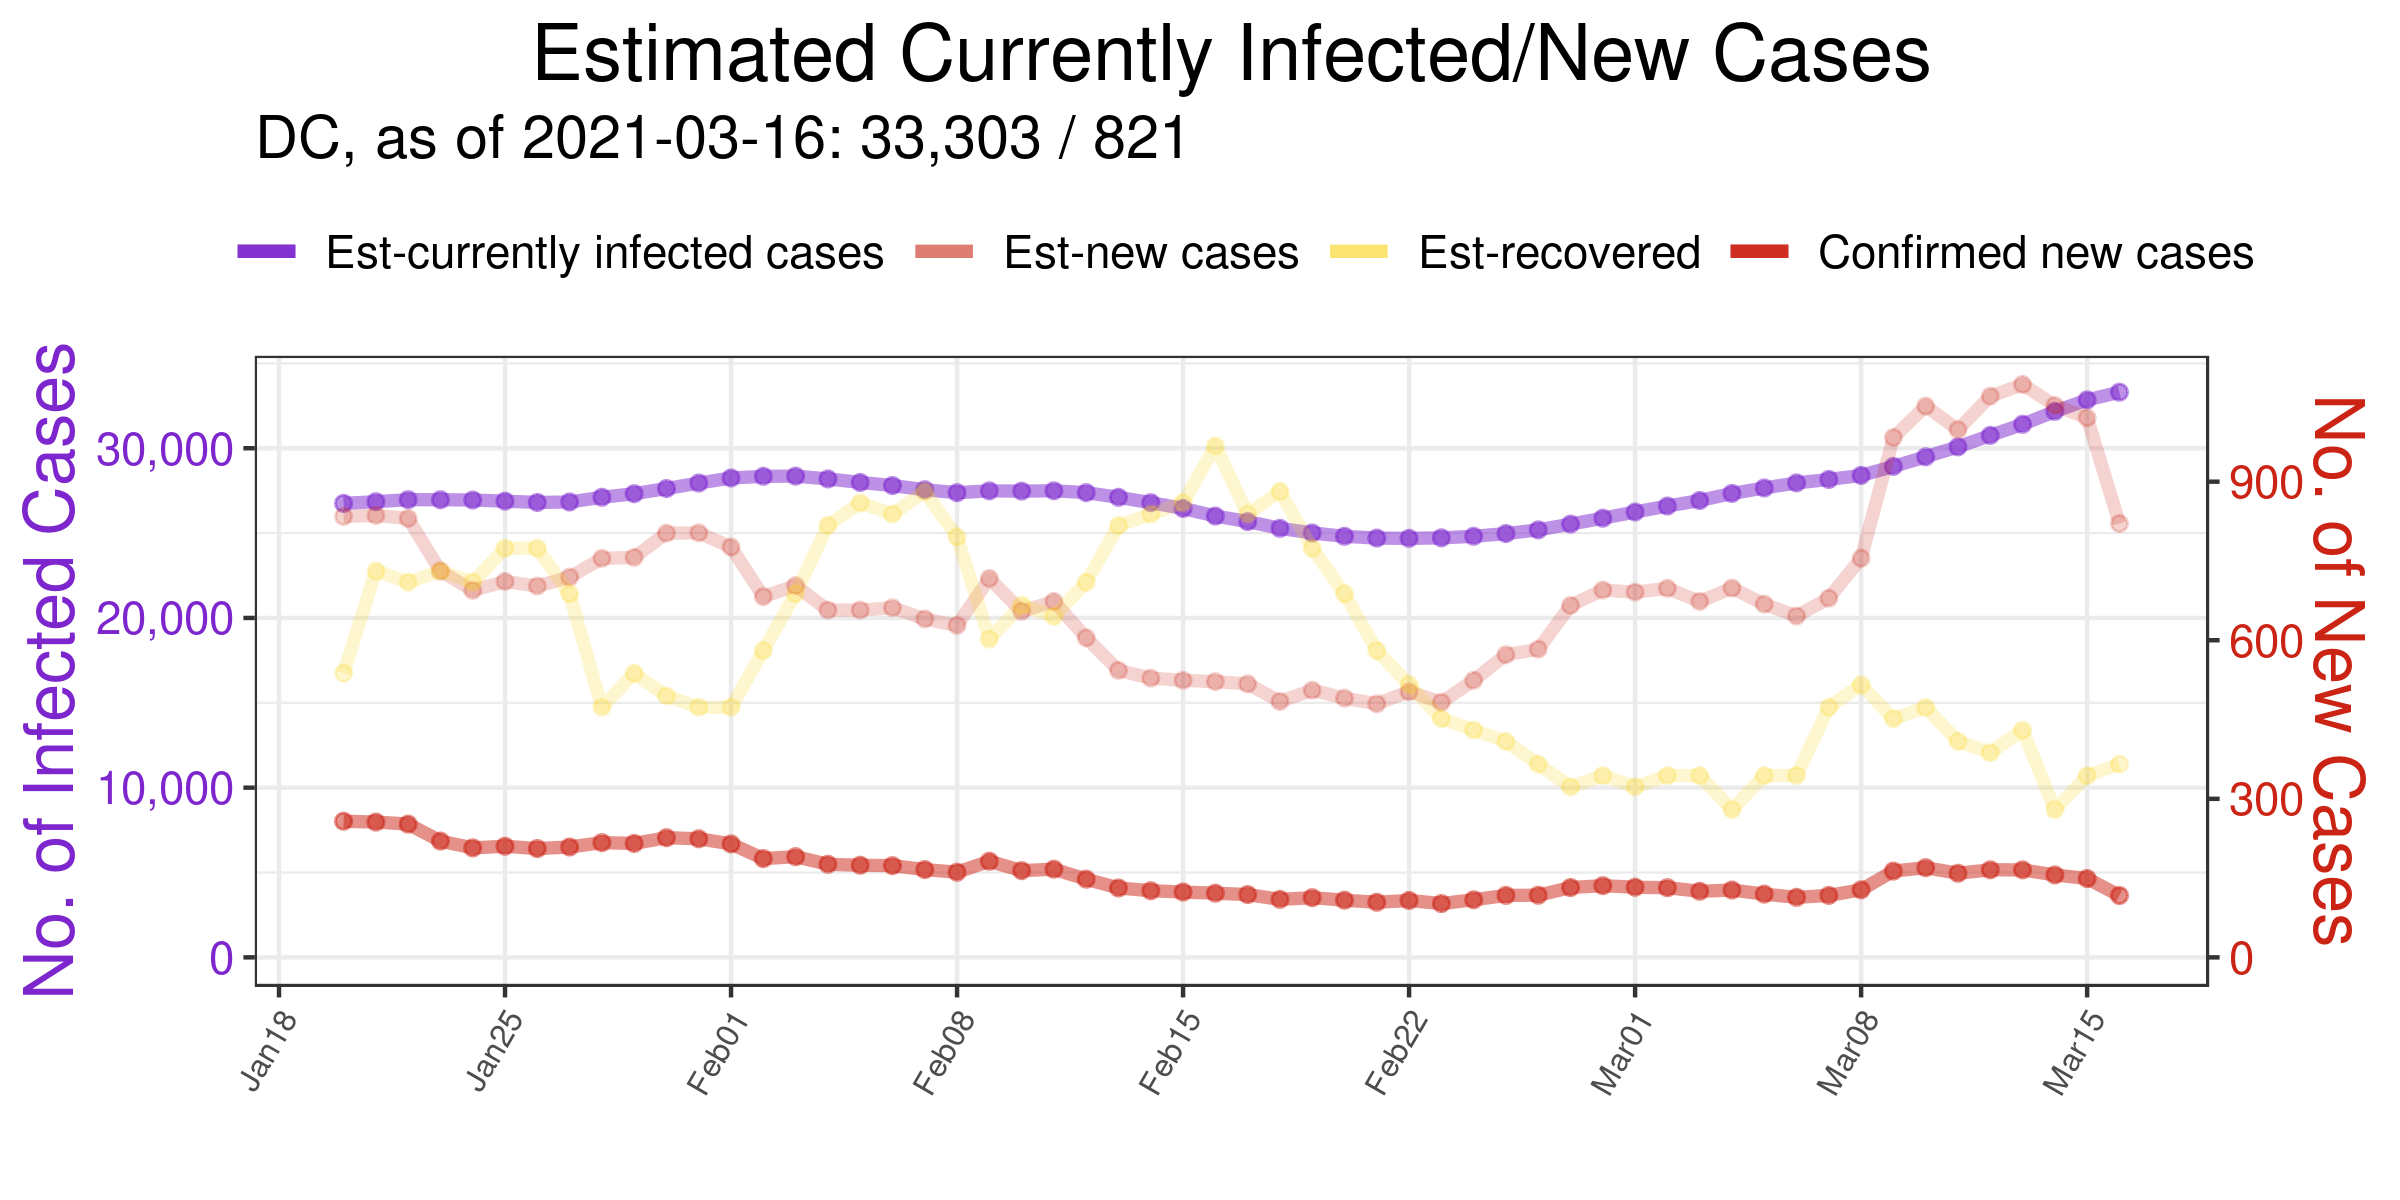 Estimated Currently Infected/New Cases
DC, as of 2021-03-16: 33,303 / 821
Est-currently infected cases Est-new cases Est-recovered Confirmed new cases
No. of Infected Cases
30,000
20,000
10,000
0
No. of New Cases
900
600
300
0
Jan18 Jan25 Feb01 Feb08 Feb15 Feb22 Mar01 Mar08 Mar15